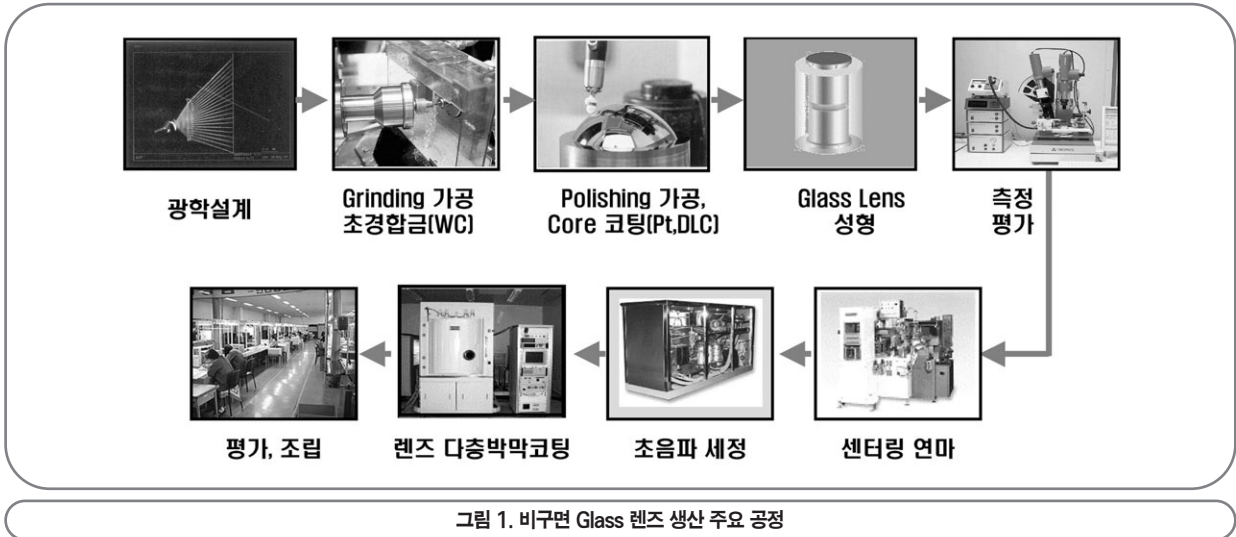 광학설계
Grinding 가공
초경합금(WC)
Polishing 가공,
Core 코팅(Pt,DLC)
Glass Lens
성형
측정
평가
센터링 연마
초음파 세정
렌즈 다층박막코팅
평가, 조립
그림 1. 비구면 Glass 렌즈 생산 주요 공정